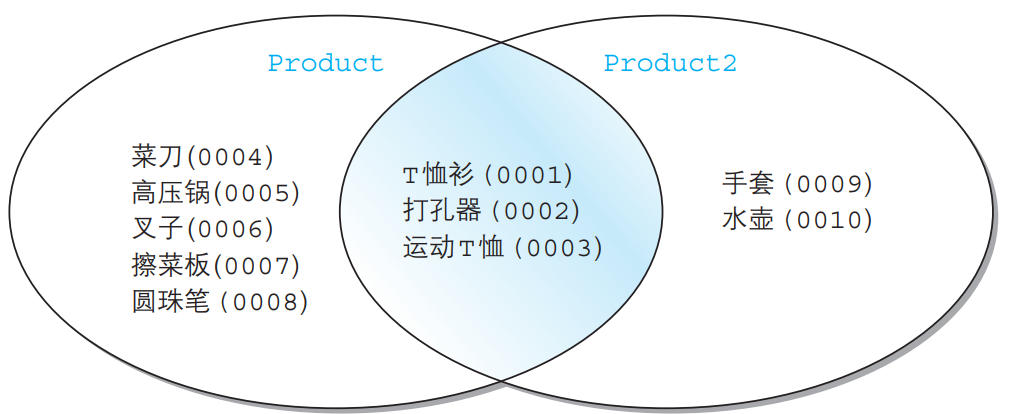 Product
Product2
菜刀(0004)
高压锅(0005)
叉子(0006)
擦菜板(0007)
圆珠笔 (0008)
T恤衫 (0001)
打孔器 (0002)
运动T恤 (0003)
手套 (0009)
水壶 (0010)